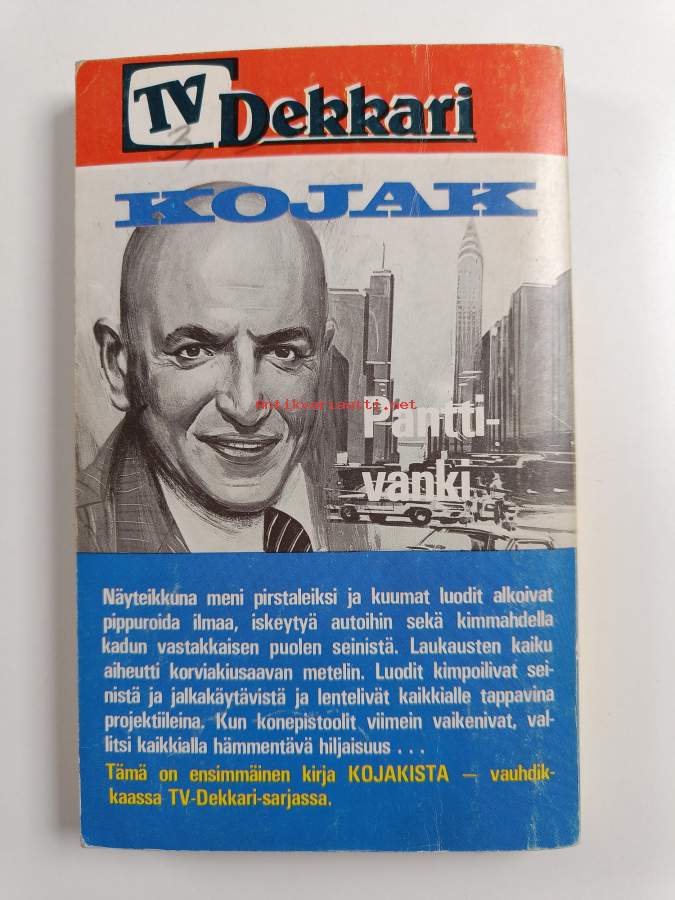 TV Dekkari
3,
KOJAK
antikvariaatti.net
Pantti-
vanki
Näyteikkuna meni pirstaleiksi ja kuumat luodit alkoivat
pippuroida ilmaa, iskeytyä autoihin sekä kimmahdella
kadun vastakkaisen puolen seinistä. Laukausten kaiku
aiheutti korviakiusaavan metelin. Luodit kimpoilivat sei-
nistä ja jalkakäytävistä ja lentelivät kaikkialle tappavina
projektiileina. Kun konepistoolit viimein vaikenivat, val-
litsi kaikkialla hämmentävä hiljaisuus . . .
Tämä on ensimmäinen kirja KOJAKISTA — vauhdik-
kaassa TV-Dekkari-sarjassa.